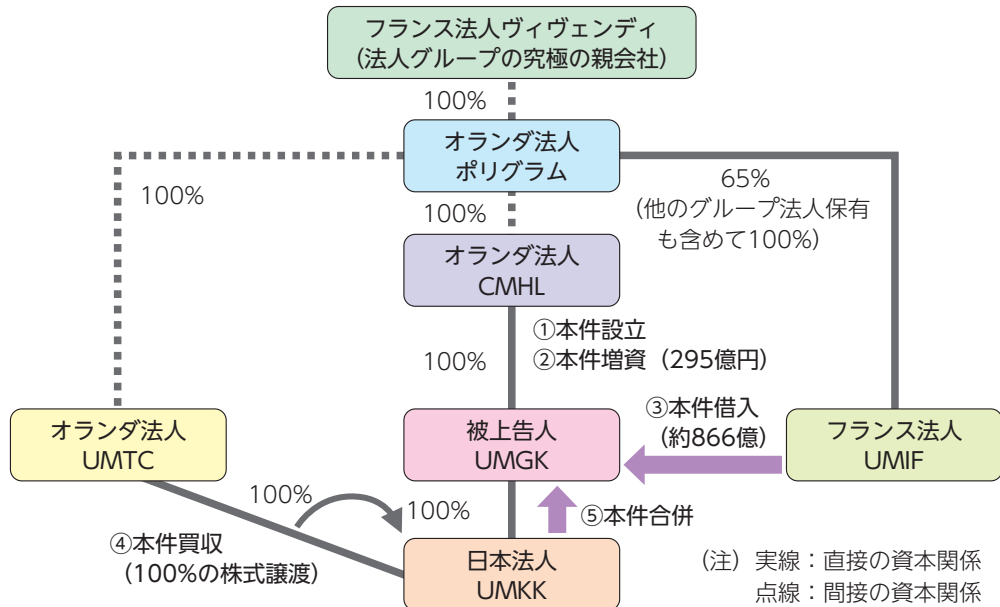 フランス法人ヴィヴェンディ
(法人グループの究極の親会社)
100%
オランダ法人
ポリグラム
100%
100%
65%
(他のグループ法人保有
も含めて100%)
オランダ法人
CMHL
①本件設立
②本件増資(295億円)
100%
オランダ法人
UMTC
被上告人
UMGK
③本件借入
(約866億)
フランス法人
UMIF
100%
100%
④本件買収
(100%の株式譲渡)
⑤本件合併
日本法人
UMKK
(注)実線:直接の資本関係
点線:間接の資本関係